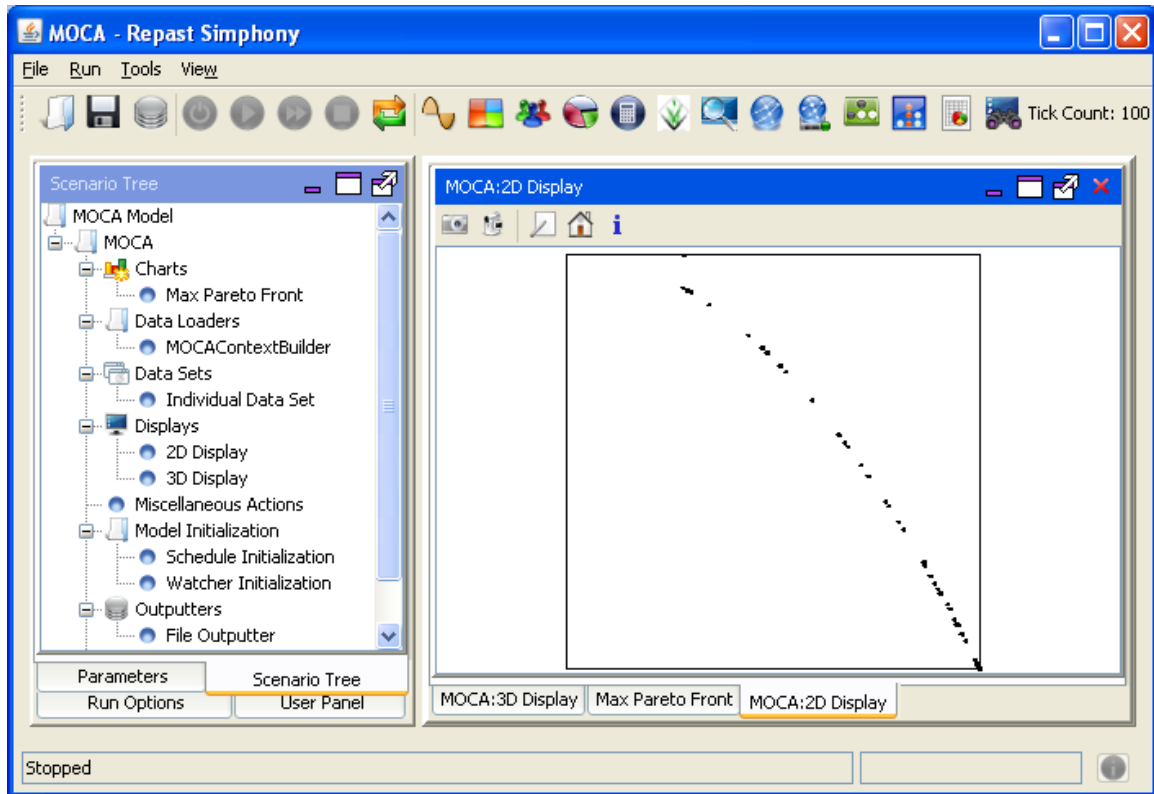 MOCA - Repast Simphony
File Run Tools View
Tick Count: 100
Scenario Tree
MOCA Model
MOCA
Charts
Max Pareto Front
Data Loaders
MOCAContextBuilder
Data Sets
Individual Data Set
Displays
2D Display
3D Display
Miscellaneous Actions
Model Initialization
Schedule Initialization
Watcher Initialization
Outputters
File Outputter
Parameters Scenario Tree
Run Options User Panel
MOCA:2D Display
i
MOCA:3D Display Max Pareto Front MOCA:2D Display
Stopped